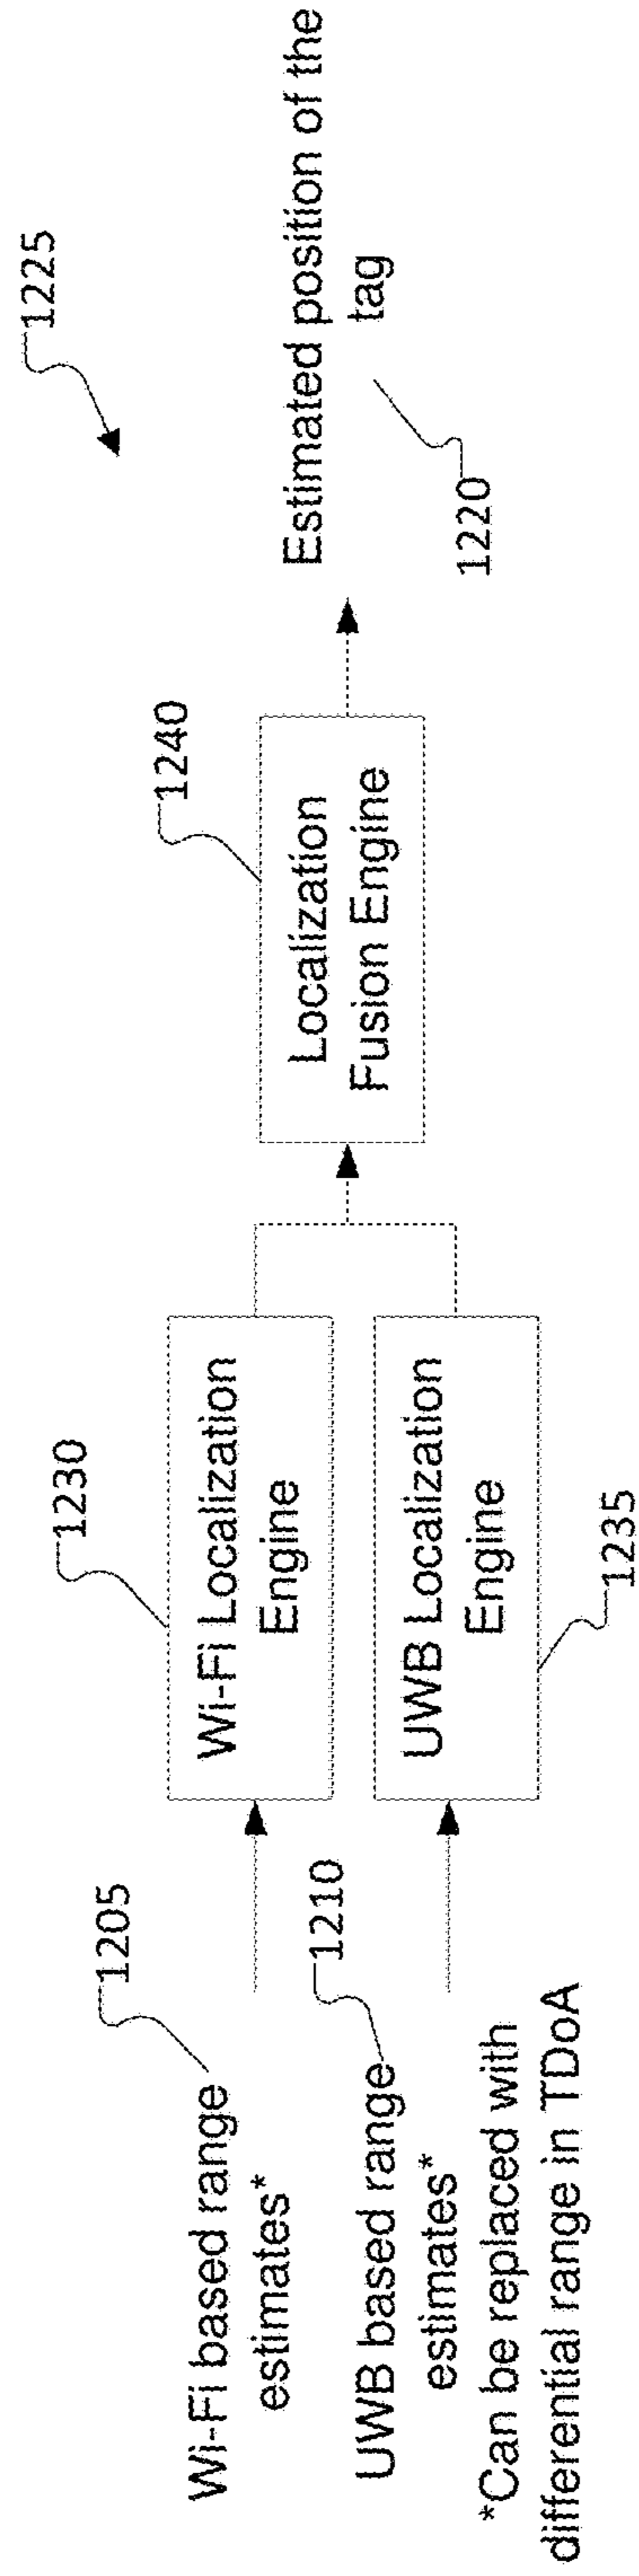 1225
1205
Wi-Fi based range
estimates*
1210
UWB based range
estimates*
*Can be replaced with
differential range in TDoA
1230
Wi-Fi Localization
Engine
UWB Localization
Engine
1235
1240
Localization
Fusion Engine
Estimated position of the
tag
1220